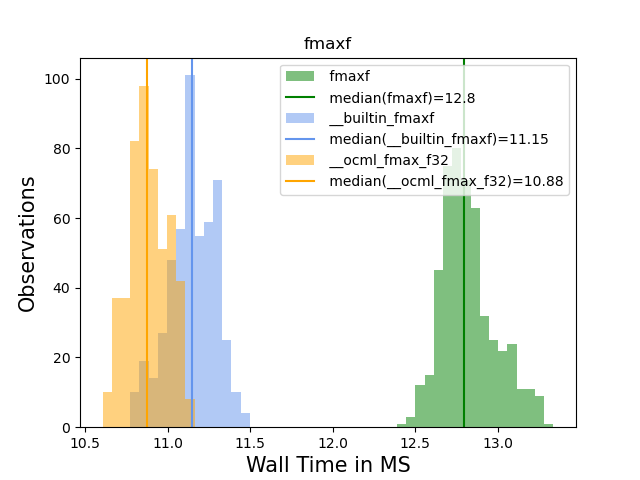 fmaxf
fmaxf
median(fmaxf)=12.8
__builtin_fmaxf
median(__builtin_fmaxf)=11.15
__ocml_fmax_f32
median(__ocml_fmax_f32)=10.88
Observations
100
80
60
40
20
0
10.5 11.0 11.5 12.0 12.5 13.0
Wall Time in MS